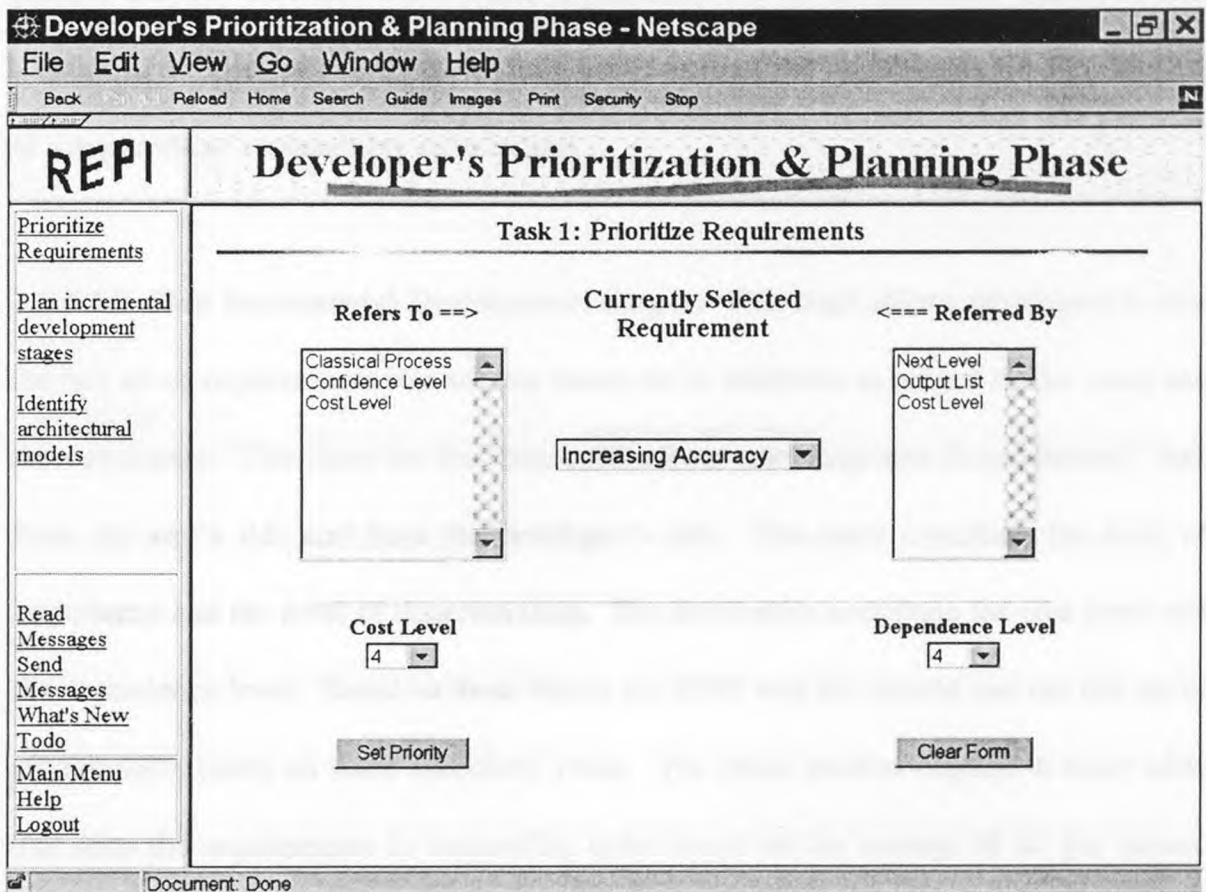 Developer's Prioritization & Planning Phase - Netscape
File Edit View Go Window Help
Back Reload Home Search Guide Images Print Security Stop
N
REPI
Developer's Prioritization & Planning Phase
Prioritize
Requirements
Plan incremental
development
stages
Identify
architectural
models
Read
Messages
Send
Messages
What's New
Todo
Main Menu
Help
Logout
Task 1: Prioritize Requirements
Refers To ==>
Classical Process
Confidence Level
Cost Level
Currently Selected
Requirement
Increasing Accuracy
<=== Referred By
Next Level
Output List
Cost Level
Cost Level
4
Dependence Level
4
Set Priority
Clear Form
Document: Done